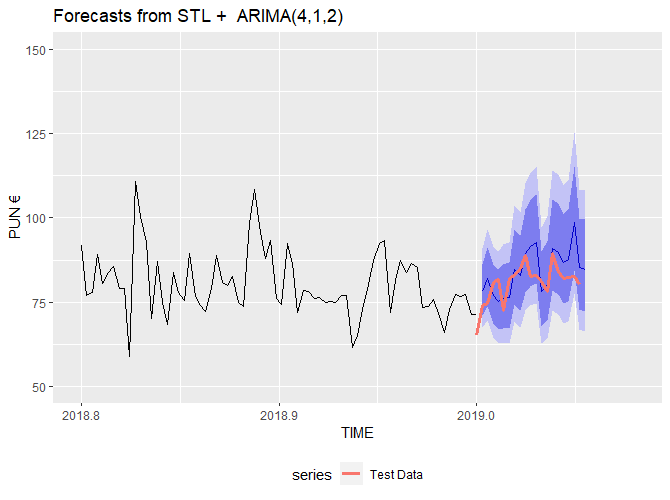 Forecasts from STL +  ARIMA(4,1,2)
150
125
100
75
50
PUN €
2018.8
2018.9
2019.0
TIME
series
Test Data